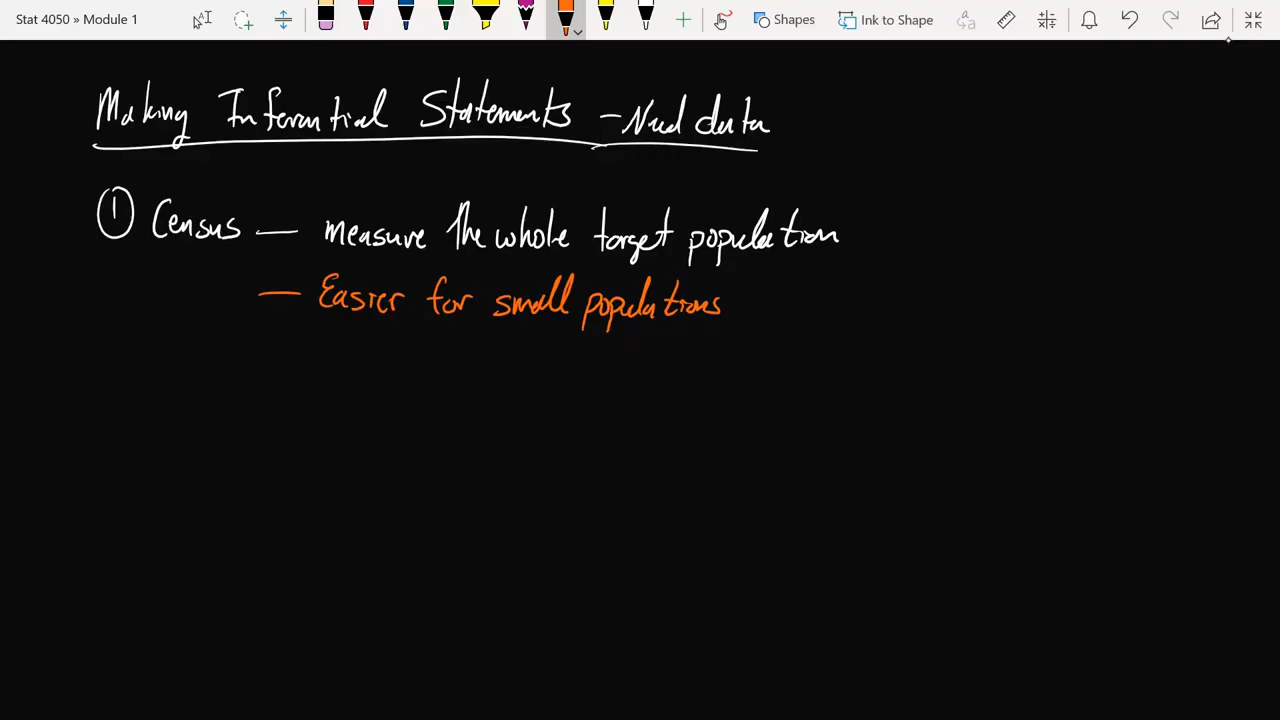 Stat 4050 » Module 1
Shapes
Ink to Shape
Making Inferential Statements - Need data
① Census — measure the whole target population
— Easier for small populations